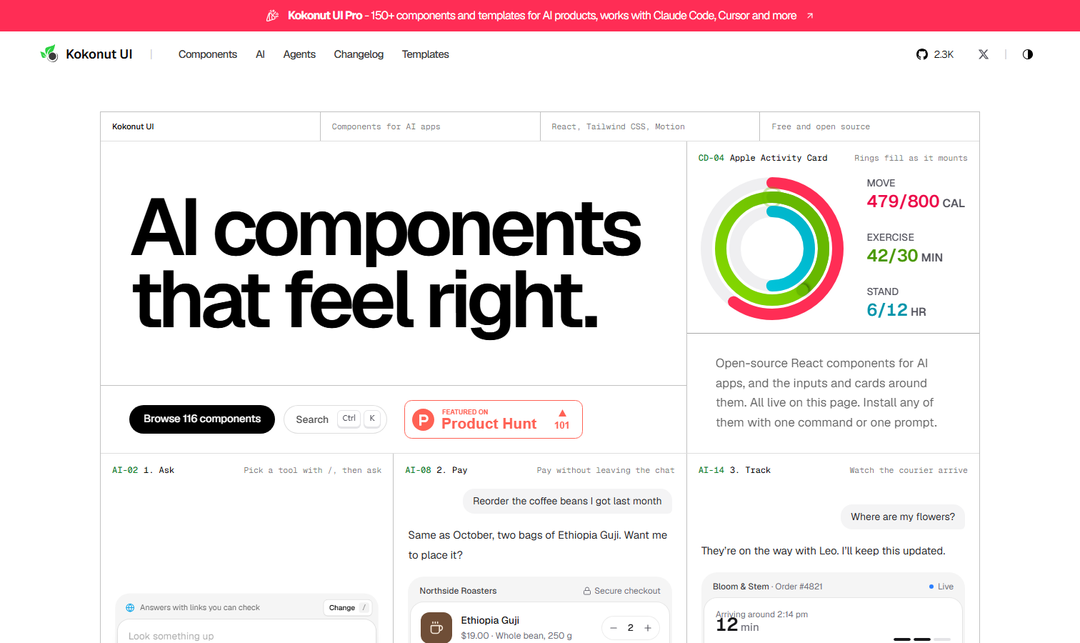 Kokonut UI Pro - 150+ components and templates for AI products, works with Claude Code, Cursor and more
Kokonut UI
Components
AI
Agents
Changelog
Templates
2.3K
Kokonut UI
Components for AI apps
React, Tailwind CSS, Motion
Free and open source
AI components
that feel right.
CD-04 Apple Activity Card
Rings fill as it mounts
MOVE
479/800 CAL
EXERCISE
42/30 MIN
STAND
6/12 HR
Open-source React components for AI
apps, and the inputs and cards around
them. All live on this page. Install any of
them with one command or one prompt.
Browse 116 components
Search Ctrl K
P
FEATURED ON
Product Hunt
101
AI-02 1. Ask
Pick a tool with /, then ask
Answers with links you can check
Change /
Look something up
AI-08 2. Pay
Pay without leaving the chat
Reorder the coffee beans I got last month
Same as October, two bags of Ethiopia Guji. Want me
to place it?
Northside Roasters
Secure checkout
Ethiopia Guji
$19.00 · Whole bean, 250 g
− 2 +
AI-14 3. Track
Watch the courier arrive
Where are my flowers?
They're on the way with Leo. I'll keep this updated.
Bloom & Stem · Order #4821
Live
Arriving around 2:14 pm
12 min